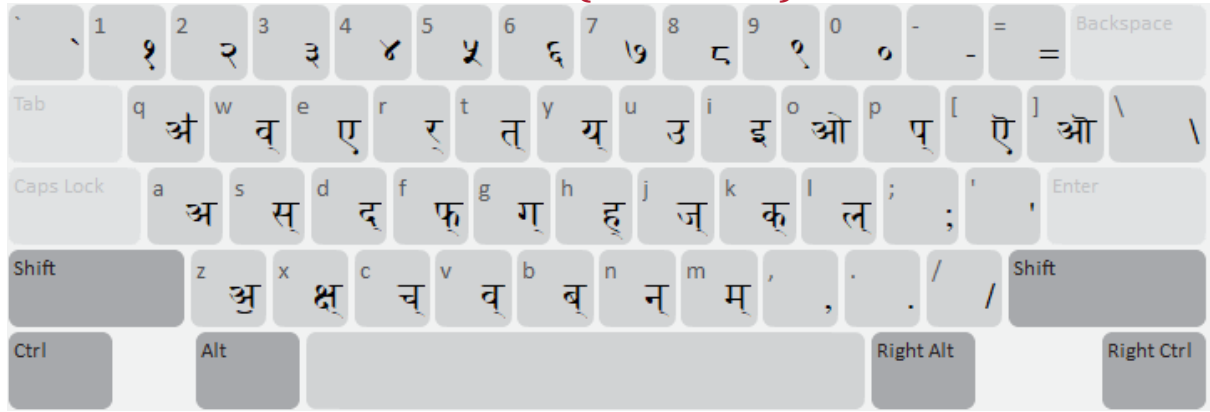 ` ` 1 १ 2 २ 3 ३ 4 ४ 5 ५ 6 ६ 7 ७ 8 ८ 9 ९ 0 ० - - = = Backspace
Tab q अ॑ w व् e ए r र् t त् y य् u उ i इ o ओ p प् [ ऎ ] ऒ \ \
Caps Lock a अ s स् d द् f फ् g ग् h ह् j ज् k क् l ल् ; ; ' ' Enter
Shift z अ॒ x क्ष् c च् v व् b ब् n न् m म् , , . . / / Shift
Ctrl Alt Right Alt Right Ctrl